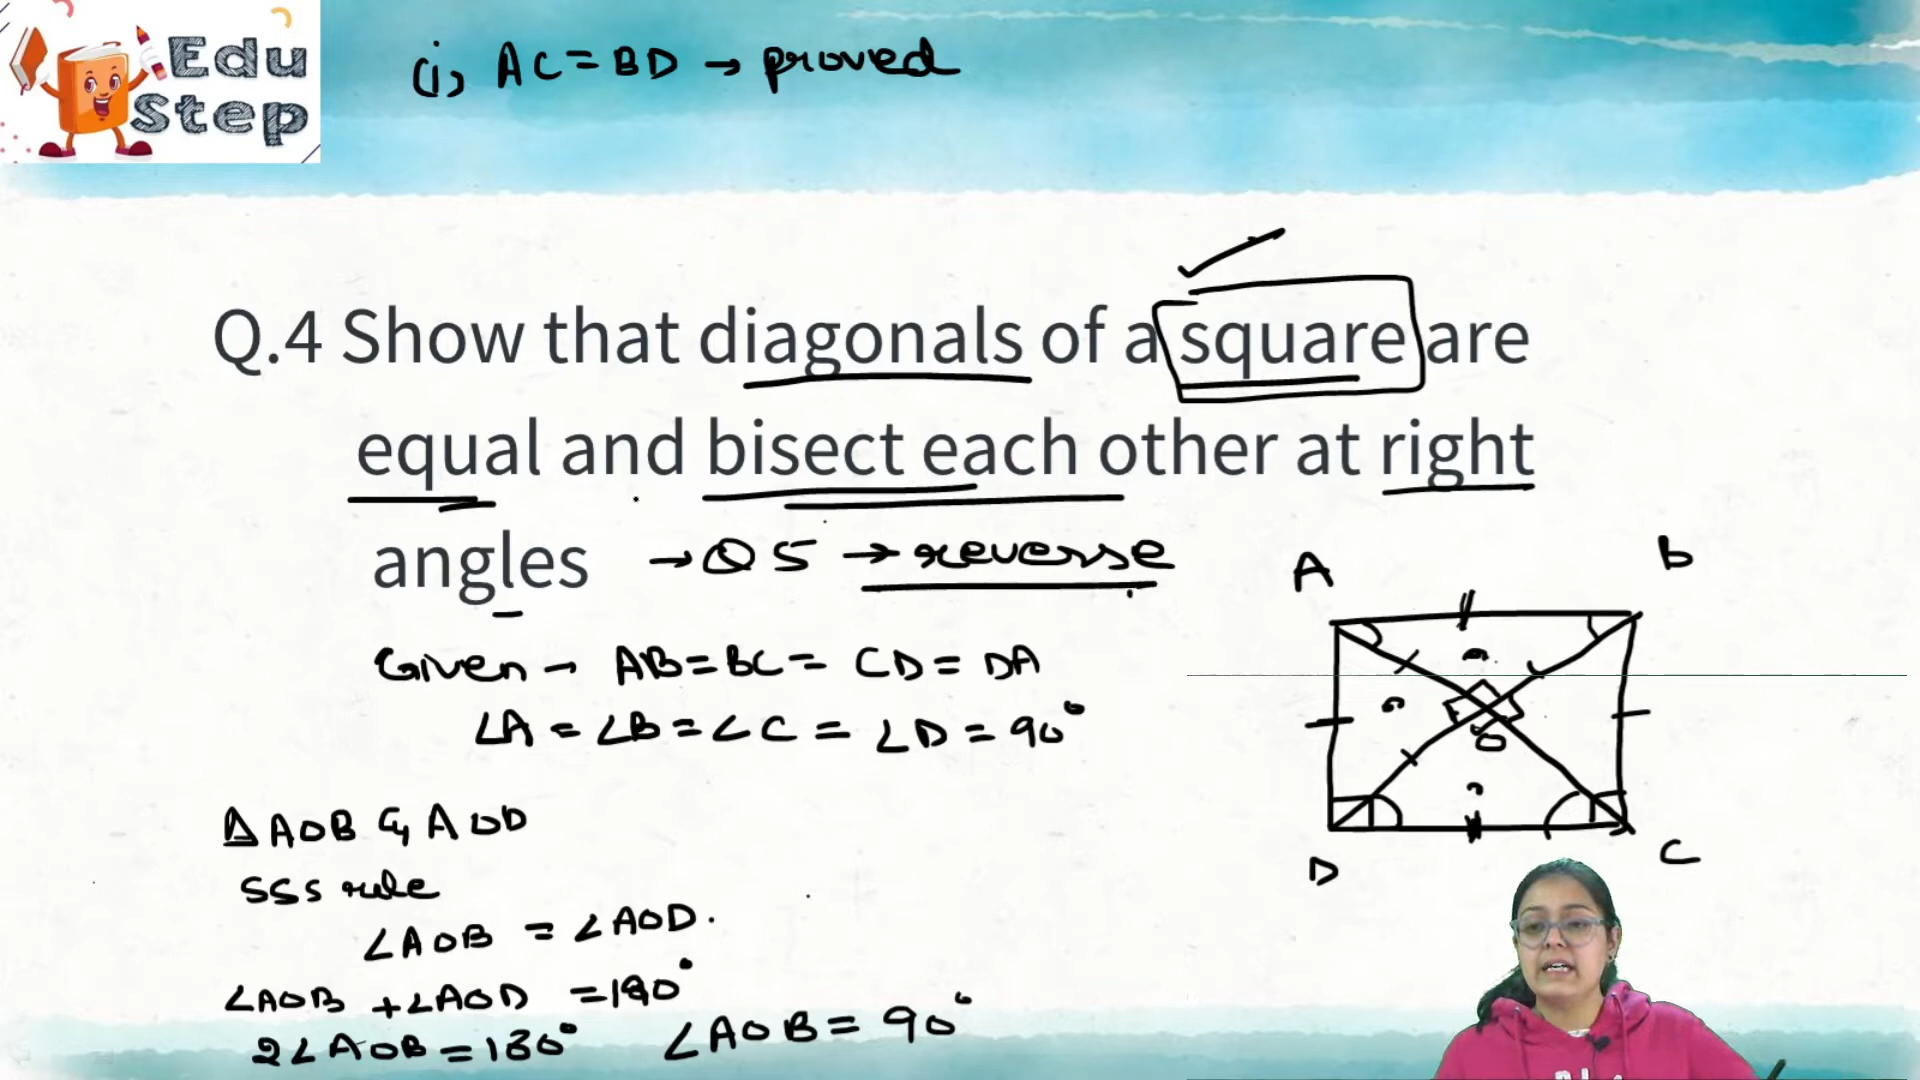 Edu
Step
(i) AC = BD → proved
Q.4 Show that diagonals of a square are
equal and bisect each other at right
angles → Q 5 → reverse
Given → AB = BC = CD = DA
∠A = ∠B = ∠C = ∠D = 90°
A
B
O
D
C
∆ AOB & AOD
SSS rule
∠AOB = ∠AOD.
∠AOB + ∠AOD = 180°
2∠AOB = 180° ∠AOB = 90°